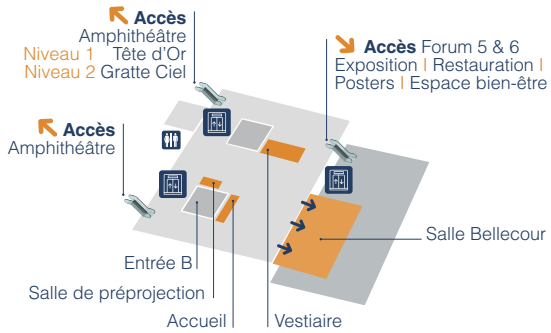 Accès
Amphithéâtre
Niveau 1 Tête d'Or
Niveau 2 Gratte Ciel
Accès Forum 5 & 6
Exposition I Restauration I
Posters I Espace bien-être
Accès
Amphithéâtre
Salle Bellecour
Entrée B
Salle de préprojection
Accueil
Vestiaire